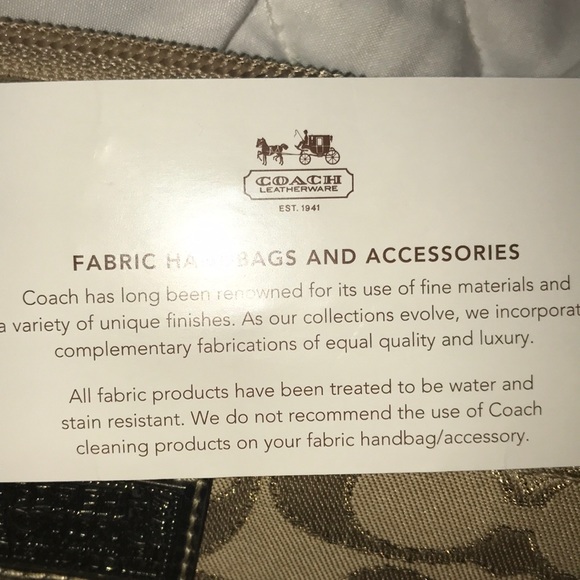 COACH
LEATHERWARE
EST. 1941
FABRIC BAGS AND ACCESSORIES
Coach has long been renowned for its use of fine materials and
a variety of unique finishes. As our collections evolve, we incorporat
complementary fabrications of equal quality and luxury.
All fabric products have been treated to be water and
stain resistant. We do not recommend the use of Coach
cleaning products on your fabric handbag/accessory.